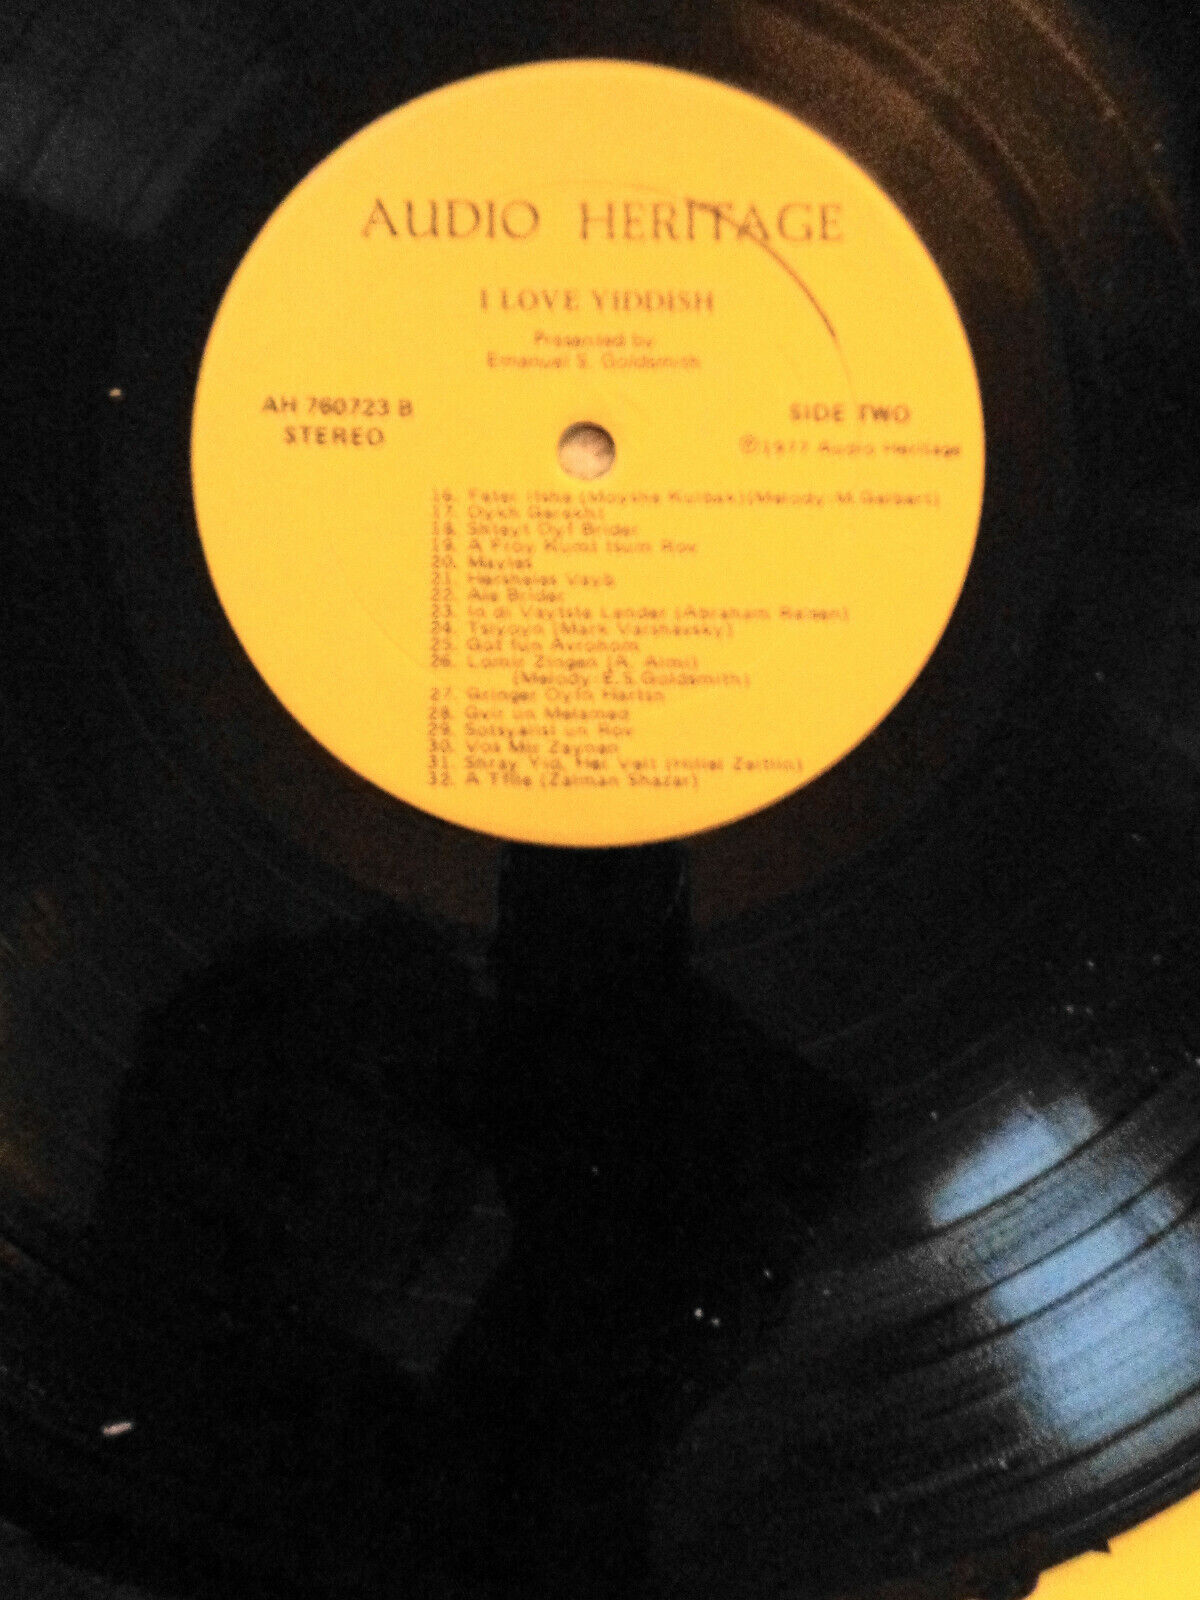 AUDIO HERITAGE
I LOVE YIDDISH
Presented by
Emanuel S. Goldsmith
AH 760723 B
STEREO
SIDE TWO
℗1977 Audio Heritage
16. Feter Itshe (Moyshe Kulbak)(Melody: M. Gelbart)
17. Oykh Gerekht
18. Shteyt Oyf Brider
19. A Froy Kumt tsum Rov
20. Mayles
21. Hersheles Vayb
22. Ale Brider
23. In di Vaytste Lender (Abraham Reisen)
24. Tsiyoyn (Mark Varshavsky)
25. Got fun Avrohom
26. Lomir Zingen (A. Almi)
(Melody: E.S. Goldsmith)
27. Gringer Oyfn Hartsn
28. Gvir un Melamed
29. Sotsyalist un Rov
30. Vos Mir Zaynen
31. Shray Yid, Her Velt (Hillel Zeitlin)
32. A Tfile (Zalman Shazar)